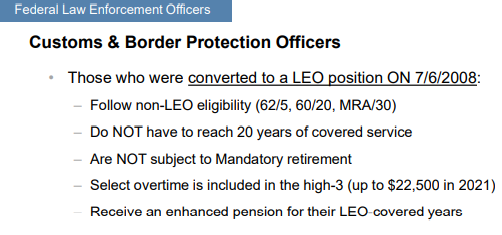 Federal Law Enforcement Officers
Customs & Border Protection Officers
• Those who were converted to a LEO position ON 7/6/2008:
– Follow non-LEO eligibility (62/5, 60/20, MRA/30)
– Do NOT have to reach 20 years of covered service
– Are NOT subject to Mandatory retirement
– Select overtime is included in the high-3 (up to $22,500 in 2021)
– Receive an enhanced pension for their LEO-covered years